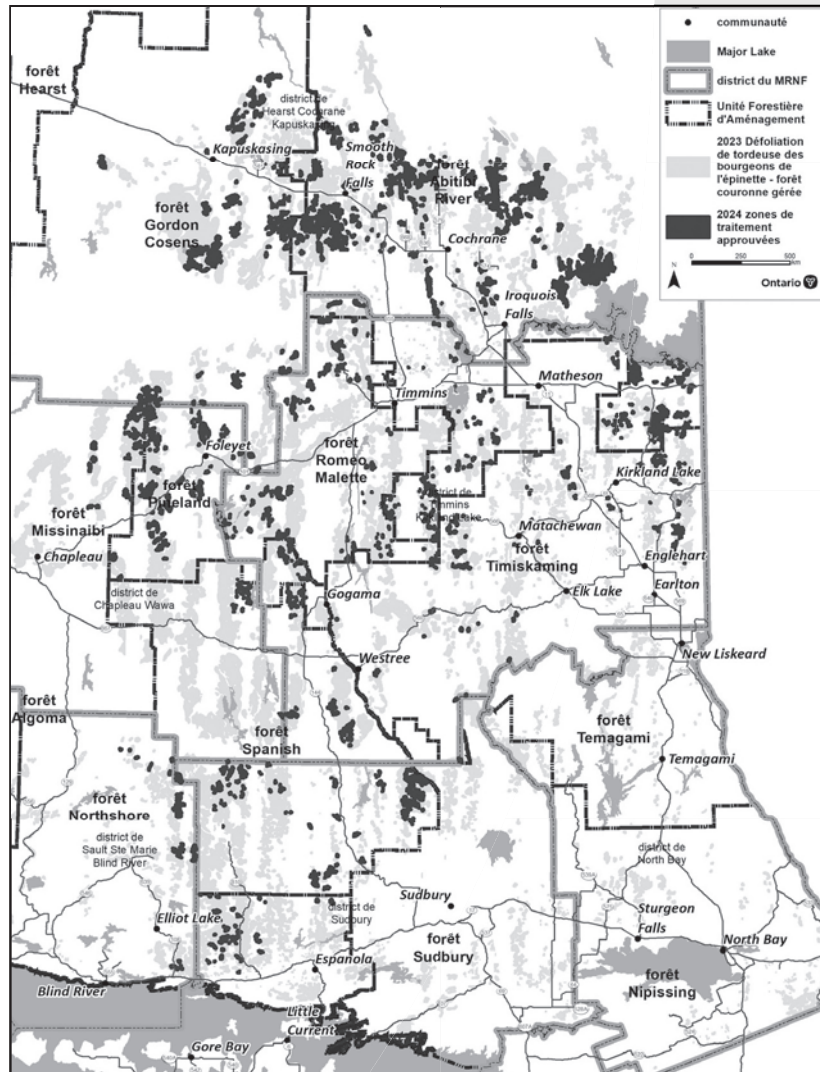 communauté
Major Lake
district du MRNF
Unité Forestière
d'Aménagement
2023 Défoliation
de tordeuse des
bourgeons de
l'épinette - forêt
couronne gérée
2024 zones de
traitement
approuvées
0 250 500
km
N
Ontario
forêt
Hearst
district de
Hearst Cochrane
Kapuskasing
Kapuskasing
Smooth
Rock
Falls
forêt
Abitibi
River
forêt
Gordon
Cosens
Cochrane
Iroquois
Falls
Matheson
Timmins
Foleyet
forêt
Romeo
Malette
Kirkland Lake
forêt
Pineland
forêt
Missinaibi
district de
Timmins
Kirkland Lake
Matachewan
forêt
Timiskaming
Chapleau
Englehart
Earlton
Elk Lake
district de
Chapleau Wawa
Gogama
New Liskeard
Westree
forêt
Algoma
forêt
Spanish
forêt
Temagami
Temagami
forêt
Northshore
district de
Sault Ste Marie
Blind River
district de
North Bay
Elliot Lake
district de
Sudbury
Sudbury
Sturgeon
Falls
North Bay
forêt
Sudbury
Espanola
forêt
Nipissing
Blind River
Little
Current
Gore Bay